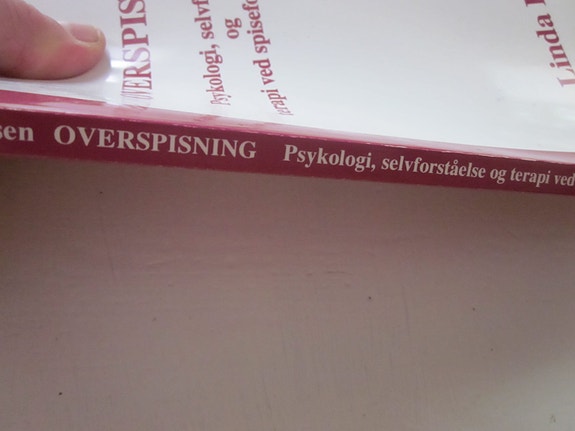 OVERSPIS
Psykologi, selvf
og
terapi ved spisefo
Linda
sen OVERSPISNING Psykologi, selvforståelse og terapi ved